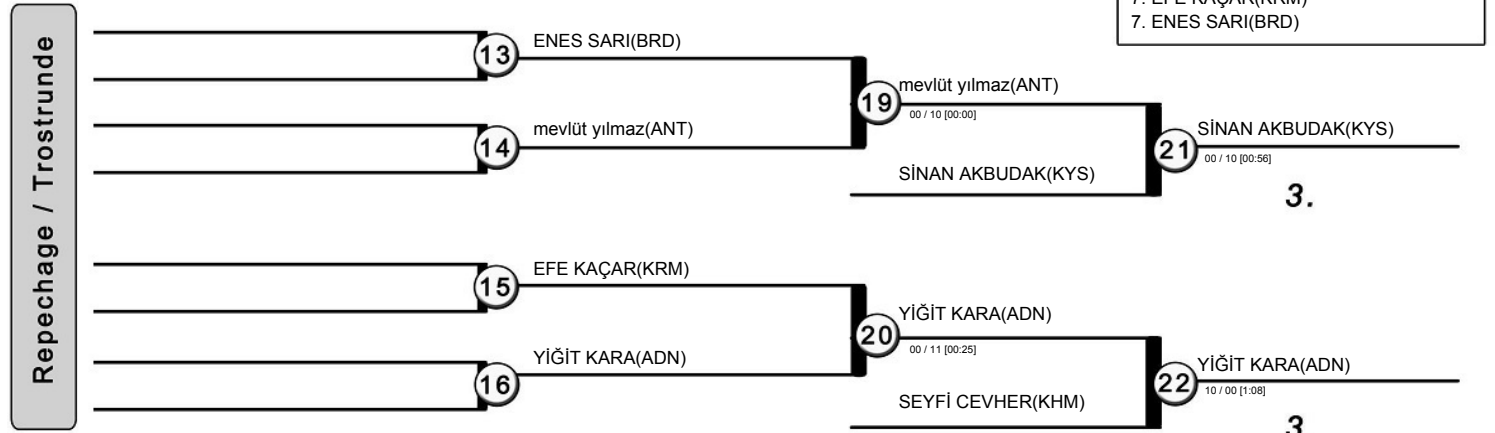 7. ENES SARI(BRD)
Repechage / Trostrunde
13
ENES SARI(BRD)
14
mevlüt yılmaz(ANT)
19
mevlüt yılmaz(ANT)
00 / 10 [00:00]
SİNAN AKBUDAK(KYS)
21
SİNAN AKBUDAK(KYS)
00 / 10 [00:56]
3.
15
EFE KAÇAR(KRM)
16
YİĞİT KARA(ADN)
20
YİĞİT KARA(ADN)
00 / 11 [00:25]
SEYFİ CEVHER(KHM)
22
YİĞİT KARA(ADN)
10 / 00 [1:08]
3